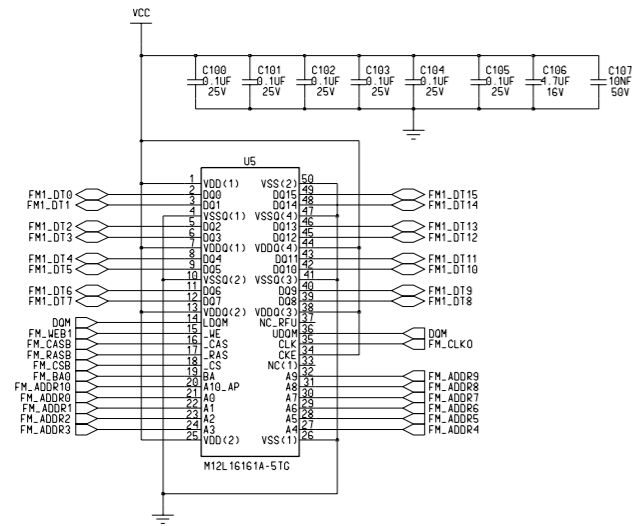 VCC
C100 0.1UF 25V
C101 0.1UF 25V
C102 0.1UF 25V
C103 0.1UF 25V
C104 0.1UF 25V
C105 0.1UF 25V
C106 4.7UF 16V
C107 10NF 50V
U5
1 VDD(1) VSS(2) 50
FM1_DT0 2 DQ0 DQ15 49 FM1_DT15
FM1_DT1 3 DQ1 DQ14 48 FM1_DT14
4 VSSQ(1) VSSQ(4) 47
FM1_DT2 5 DQ2 DQ13 46 FM1_DT13
FM1_DT3 6 DQ3 DQ12 45 FM1_DT12
7 VDDQ(1) VDDQ(4) 44
FM1_DT4 8 DQ4 DQ11 43 FM1_DT11
FM1_DT5 9 DQ5 DQ10 42 FM1_DT10
10 VSSQ(2) VSSQ(3) 41
FM1_DT6 11 DQ6 DQ9 40 FM1_DT9
FM1_DT7 12 DQ7 DQ8 39 FM1_DT8
13 VDDQ(2) VDDQ(3) 38
DQM 14 LDQM NC_RFU 37
FM_WEB1 15 _WE UDQM 36 DQM
FM_CASB 16 _CAS CLK 35 FM_CLKO
FM_RASB 17 _RAS CKE 34
FM_CSB 18 _CS NC(1) 33
FM_BA0 19 BA A9 32 FM_ADDR9
FM_ADDR10 20 A10_AP A8 31 FM_ADDR8
FM_ADDR0 21 A0 A7 30 FM_ADDR7
FM_ADDR1 22 A1 A6 29 FM_ADDR6
FM_ADDR2 23 A2 A5 28 FM_ADDR5
FM_ADDR3 24 A3 A4 27 FM_ADDR4
25 VDD(2) VSS(1) 26
M12L16161A-5TG